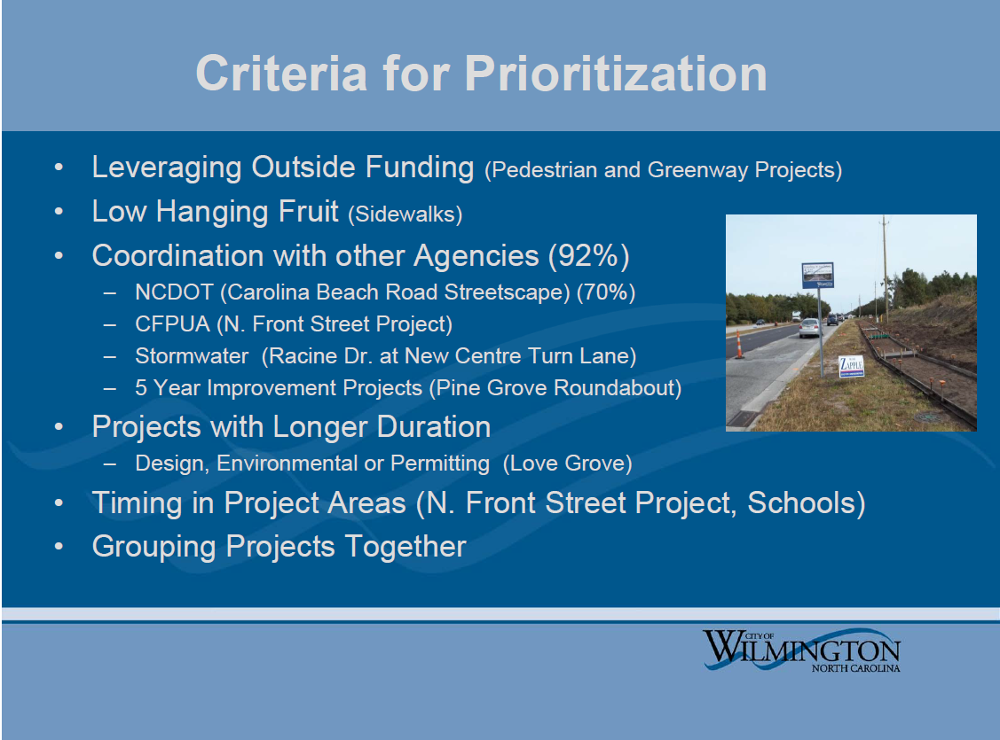 Criteria for Prioritization
• Leveraging Outside Funding (Pedestrian and Greenway Projects)
• Low Hanging Fruit (Sidewalks)
• Coordination with other Agencies (92%)
– NCDOT (Carolina Beach Road Streetscape) (70%)
– CFPUA (N. Front Street Project)
– Stormwater (Racine Dr. at New Centre Turn Lane)
– 5 Year Improvement Projects (Pine Grove Roundabout)
• Projects with Longer Duration
– Design, Environmental or Permitting (Love Grove)
• Timing in Project Areas (N. Front Street Project, Schools)
• Grouping Projects Together
ZAPPLE
CITY OF
WILMINGTON
NORTH CAROLINA